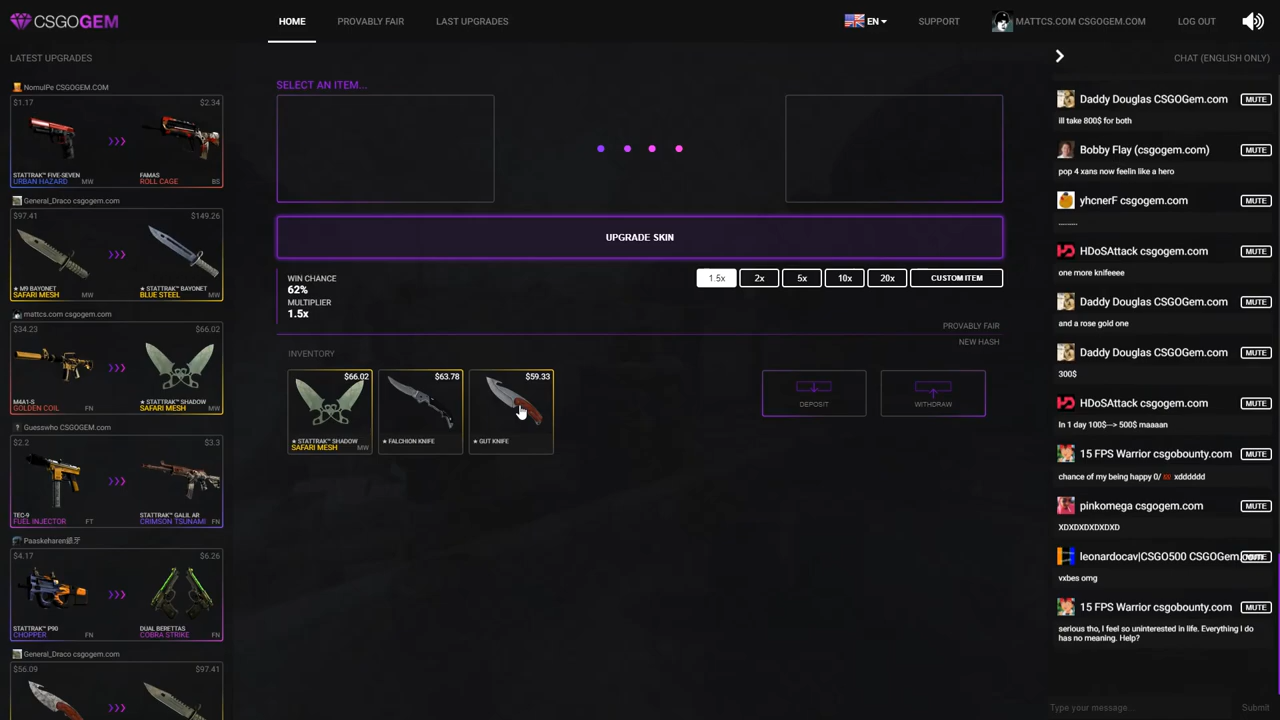 CSGOGEM
HOME
PROVABLY FAIR
LAST UPGRADES
EN
SUPPORT
MATTCS.COM CSGOGEM.COM
LOG OUT
LATEST UPGRADES
NomulPe CSGOGEM.COM
$1.17
$2.34
STATTRAK™ FIVE-SEVEN
URBAN HAZARD MW
FAMAS
ROLL CAGE BS
General_Draco csgogem.com
$97.41
$149.26
★ M9 BAYONET
SAFARI MESH MW
★ STATTRAK™ BAYONET
BLUE STEEL MW
mattcs.com csgogem.com
$34.23
$66.02
M4A1-S
GOLDEN COIL FN
★ STATTRAK™ SHADOW
SAFARI MESH MW
? Guesswho CSGOGEM.com
$2.2
$3.3
TEC-9
FUEL INJECTOR FT
STATTRAK™ GALIL AR
CRIMSON TSUNAMI FN
$4.17
$6.26
STATTRAK™ P90
CHOPPER FN
DUAL BERETTAS
COBRA STRIKE FN
General_Draco csgogem.com
$56.09
$97.41
SELECT AN ITEM...
UPGRADE SKIN
WIN CHANCE
62%
MULTIPLIER
1.5x
1.5x
2x
5x
10x
20x
CUSTOM ITEM
PROVABLY FAIR
NEW HASH
INVENTORY
$66.02
★ STATTRAK™ SHADOW
SAFARI MESH MW
$63.78
★ FALCHION KNIFE
$59.33
★ GUT KNIFE
DEPOSIT
WITHDRAW
CHAT (ENGLISH ONLY)
Daddy Douglas CSGOGem.com MUTE
ill take 800$ for both
Bobby Flay (csgogem.com) MUTE
pop 4 xans now feelin like a hero
yhcnerF csgogem.com MUTE
HDoSAttack csgogem.com MUTE
one more knifeeee
Daddy Douglas CSGOGem.com MUTE
and a rose gold one
Daddy Douglas CSGOGem.com MUTE
300$
HDoSAttack csgogem.com MUTE
In 1 day 100$--> 500$ maaaan
15 FPS Warrior csgobounty.com MUTE
chance of my being happy 0/ xdddddd
pinkomega csgogem.com MUTE
XDXDXDXDXDXD
leonardocav|CSGO500 CSGOGem.com MUTE
vxbes omg
15 FPS Warrior csgobounty.com MUTE
serious tho, I feel so uninterested in life. Everything I do
has no meaning. Help?
Type your message...
Submit